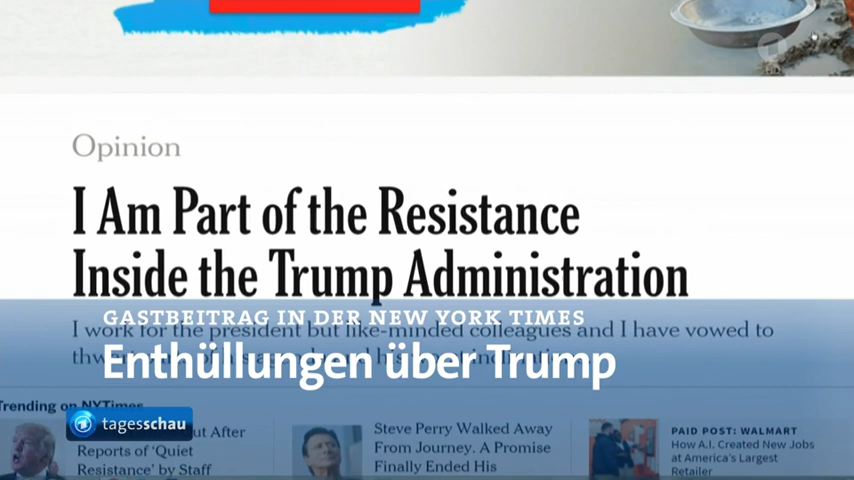 Opinion
I Am Part of the Resistance
Inside the Trump Administration
GASTBEITRAG IN DER NEW YORK TIMES
I work for the president but like-minded colleagues and I have vowed to
Enthüllungen über Trump
Trending on NYTimes
tagesschau
ut After
Reports of ‘Quiet
Resistance’ by Staff
Steve Perry Walked Away
From Journey. A Promise
Finally Ended His
PAID POST: WALMART
How A.I. Created New Jobs
at America's Largest
Retailer